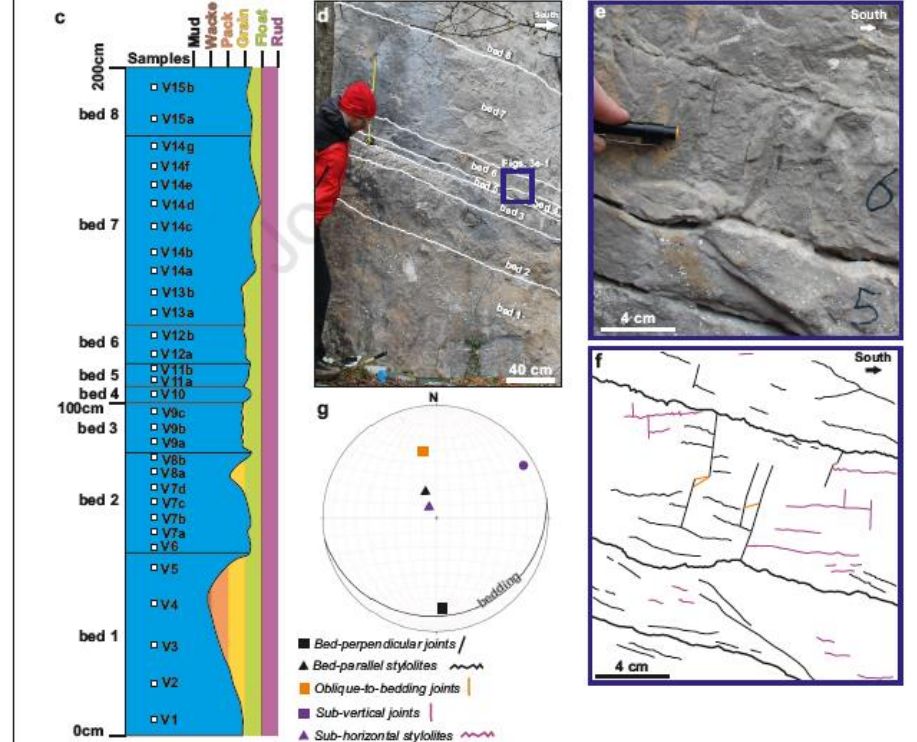 c
Mud
Wacke
Pack
Grain
Float
Rud
Samples
200cm
bed 8
V15b
V15a
bed 7
V14g
V14f
V14e
V14d
V14c
V14b
V14a
V13b
V13a
bed 6
V12b
V12a
bed 5
V11b
V11a
bed 4
V10
100cm
bed 3
V9c
V9b
V9a
bed 2
V8b
V8a
V7d
V7c
V7b
V7a
V6
bed 1
V5
V4
V3
V2
V1
0cm
d
South
bed 8
bed 7
Figs. 3e-f
bed 6
bed 5
bed 4
bed 3
bed 2
bed 1
40 cm
e
South
6
5
4 cm
f
South
4 cm
g
N
bedding
Bed-perpendicular joints
Bed-parallel stylolites
Oblique-to-bedding joints
Sub-vertical joints
Sub-horizontal stylolites